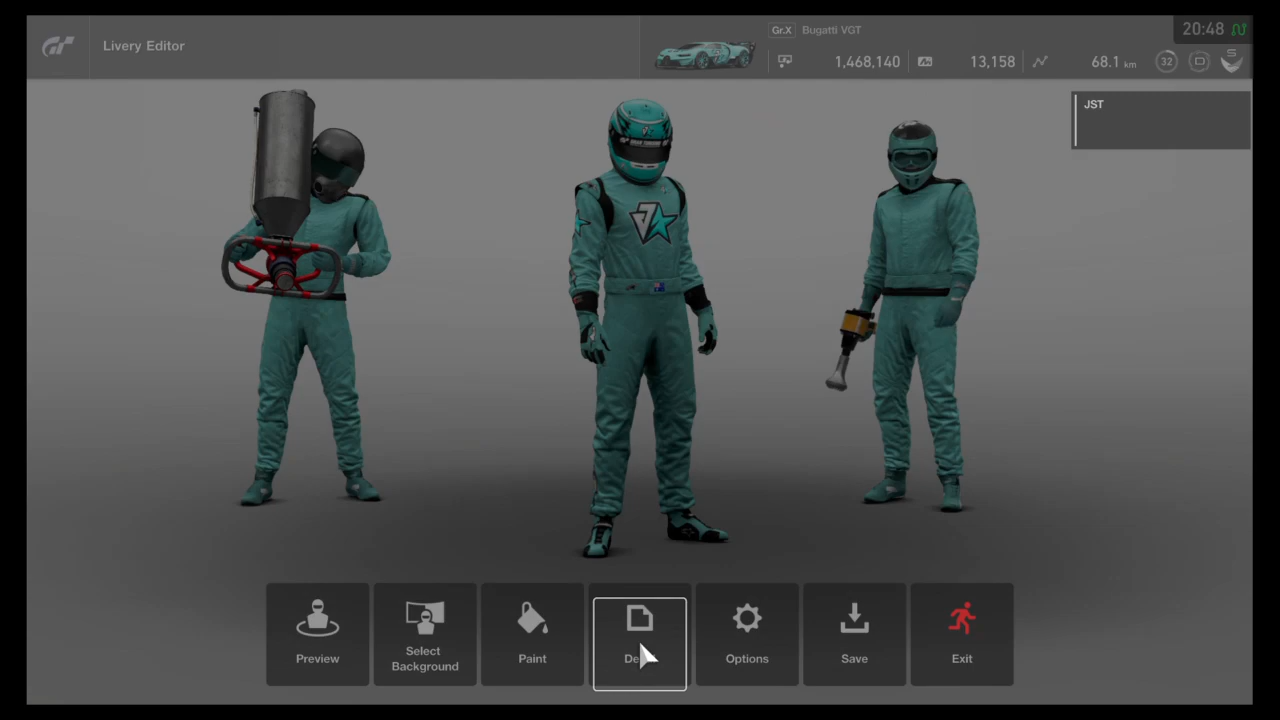 Livery Editor
Gr.X Bugatti VGT
1,468,140
13,158
68.1 km
32
S
20:48
JST
Preview
Select
Background
Paint
Options
Save
Exit